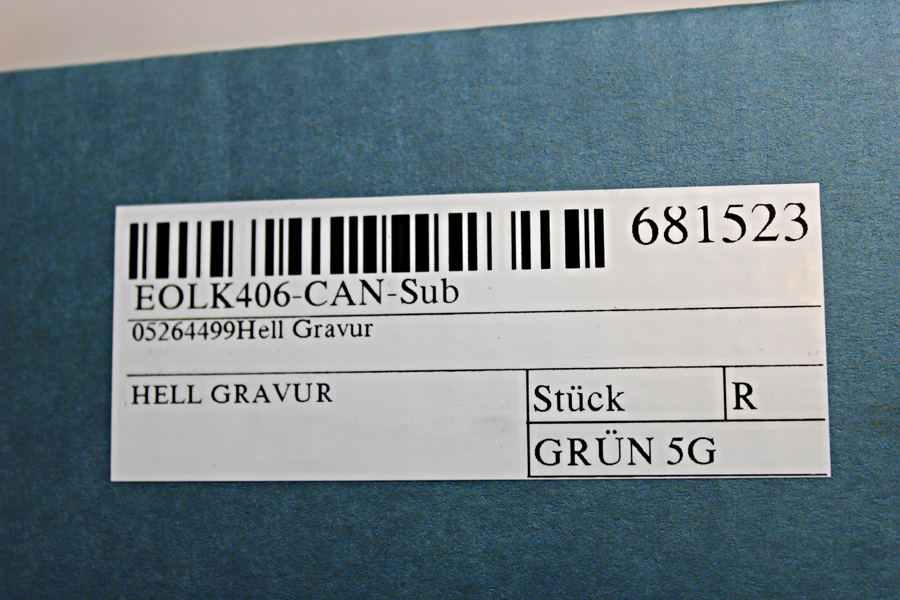 681523
EOLK406-CAN-Sub
05264499Hell Gravur
HELL GRAVUR
Stück
R
GRÜN 5G